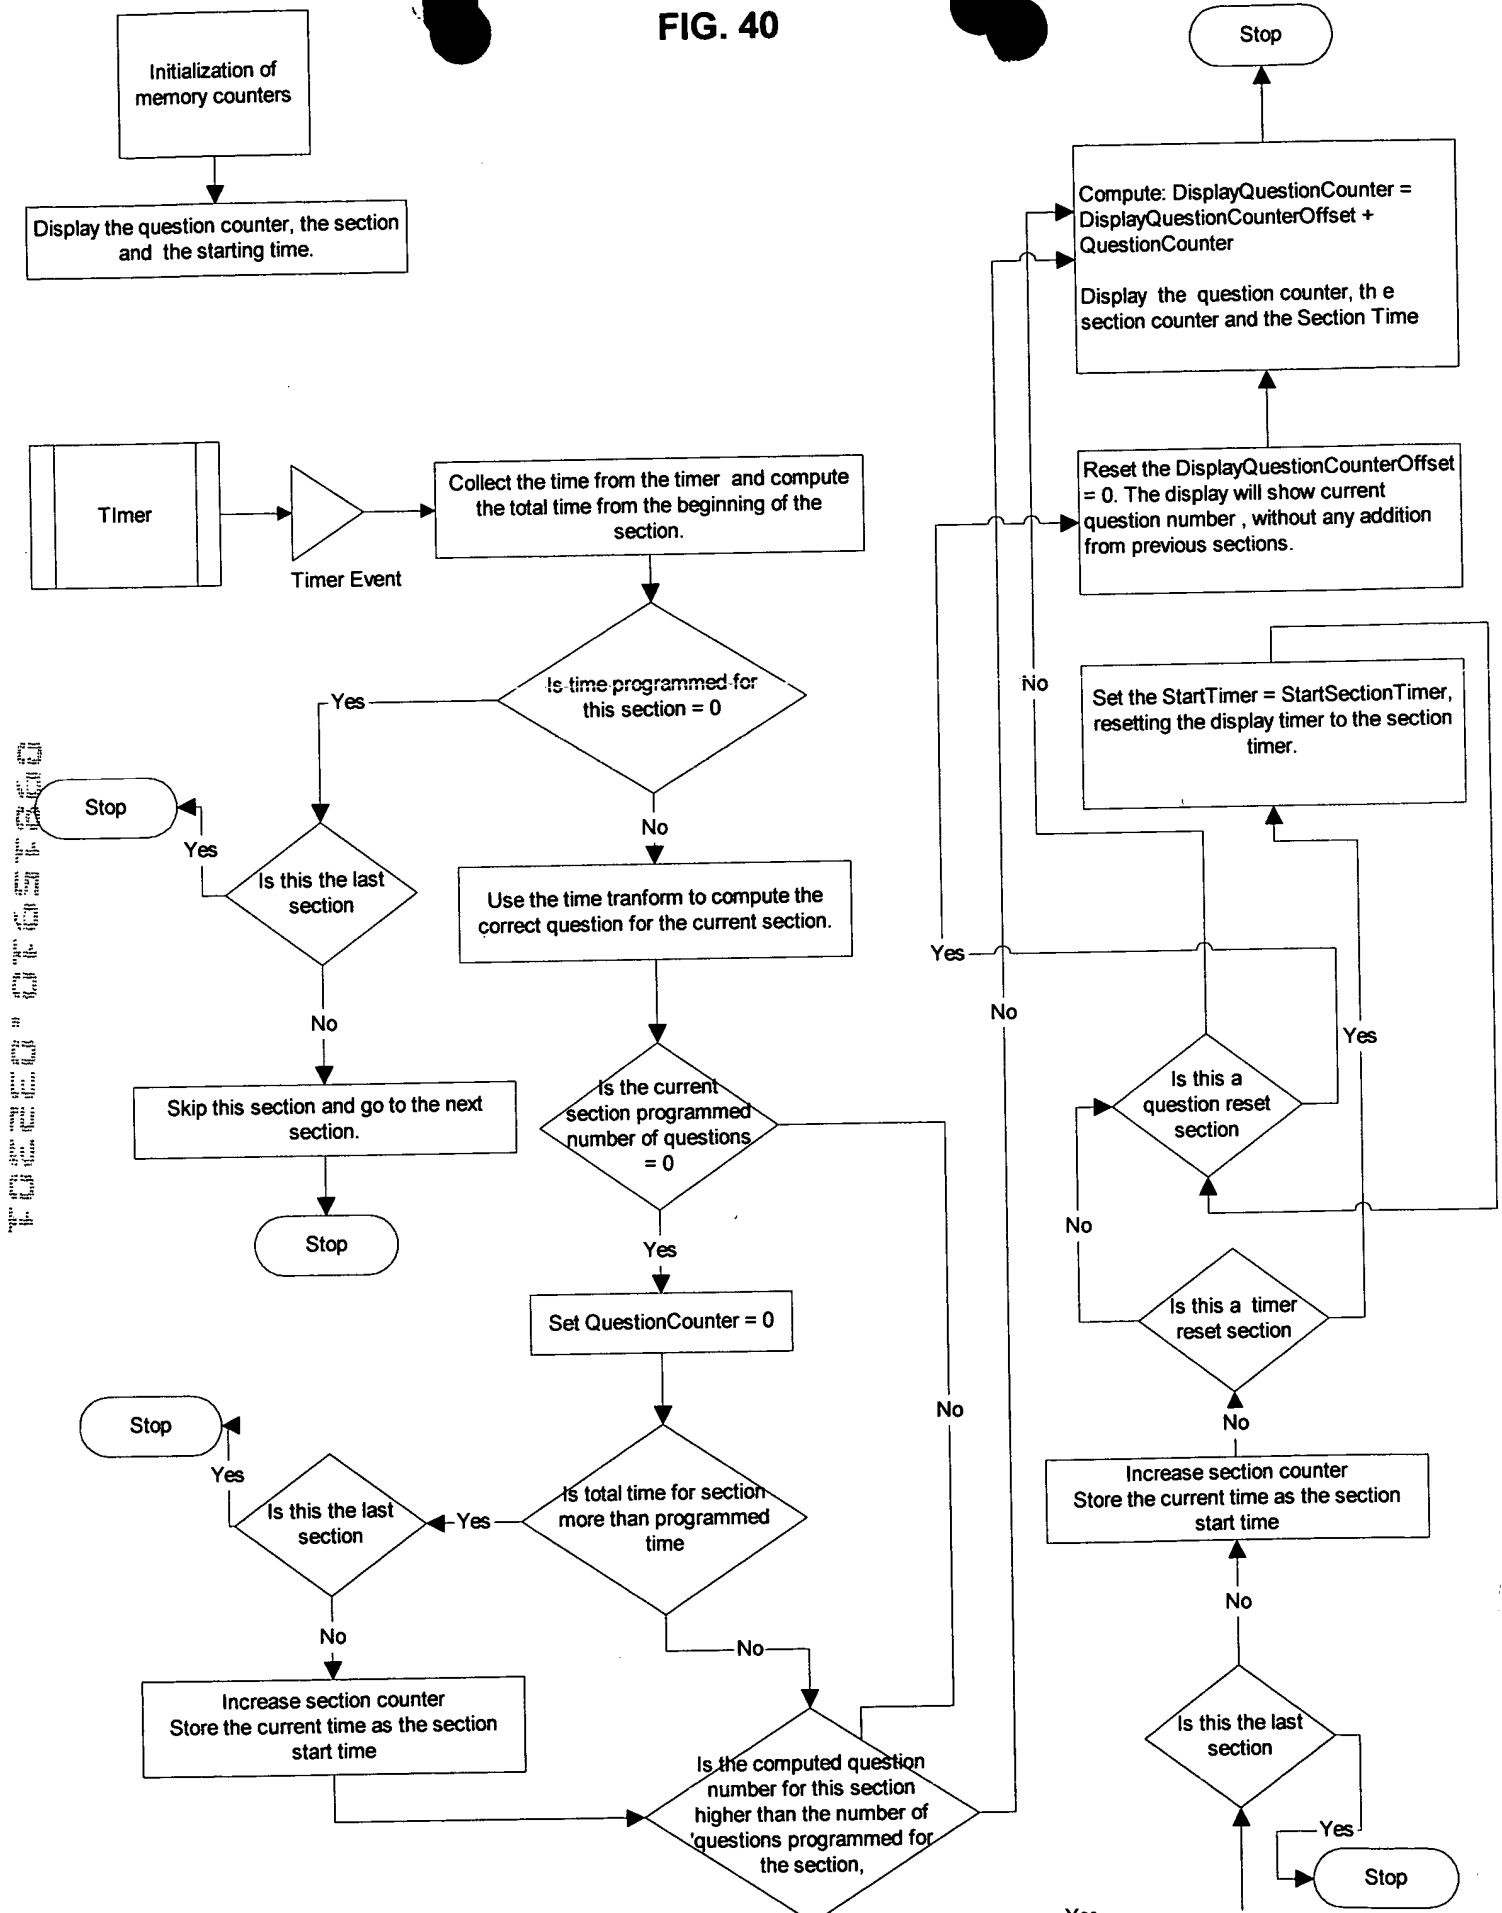 FIG. 40
Initialization of
memory counters
Display the question counter, the section
and the starting time.
TImer
Timer Event
Collect the time from the timer and compute
the total time from the beginning of the
section.
Is time programmed for
this section = 0
Yes
Stop
Yes
Is this the last
section
No
Skip this section and go to the next
section.
Stop
No
Use the time tranform to compute the
correct question for the current section.
Is the current
section programmed
number of questions
= 0
Yes
Set QuestionCounter = 0
No
Is total time for section
more than programmed
time
Yes
Is this the last
section
Yes
Stop
No
Increase section counter
Store the current time as the section
start time
No
Is the computed question
number for this section
higher than the number of
'questions programmed for
the section,
No
Stop
Compute: DisplayQuestionCounter =
DisplayQuestionCounterOffset +
QuestionCounter
Display the question counter, th e
section counter and the Section Time
Reset the DisplayQuestionCounterOffset
= 0. The display will show current
question number , without any addition
from previous sections.
No
Set the StartTimer = StartSectionTimer,
resetting the display timer to the section
timer.
Yes
Yes
Is this a
question reset
section
No
Is this a timer
reset section
No
Increase section counter
Store the current time as the section
start time
No
Is this the last
section
Yes
Stop